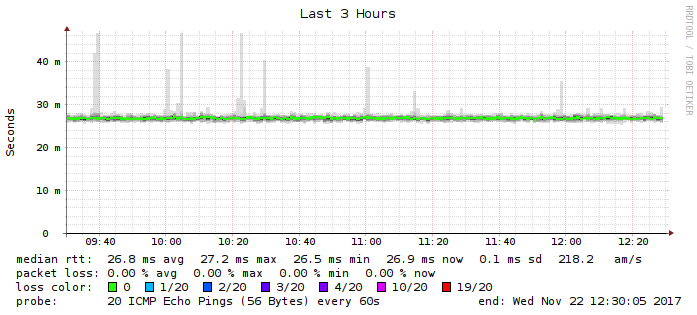 Last 3 Hours
RRDTOOL / TOBI OETIKER
Seconds
40 m
30 m
20 m
10 m
0
09:40 10:00 10:20 10:40 11:00 11:20 11:40 12:00 12:20
median rtt: 26.8 ms avg 27.2 ms max 26.5 ms min 26.9 ms now 0.1 ms sd 218.2 am/s
packet loss: 0.00 % avg 0.00 % max 0.00 % min 0.00 % now
loss color: 0 1/20 2/20 3/20 4/20 10/20 19/20
probe: 20 ICMP Echo Pings (56 Bytes) every 60s end: Wed Nov 22 12:30:05 2017